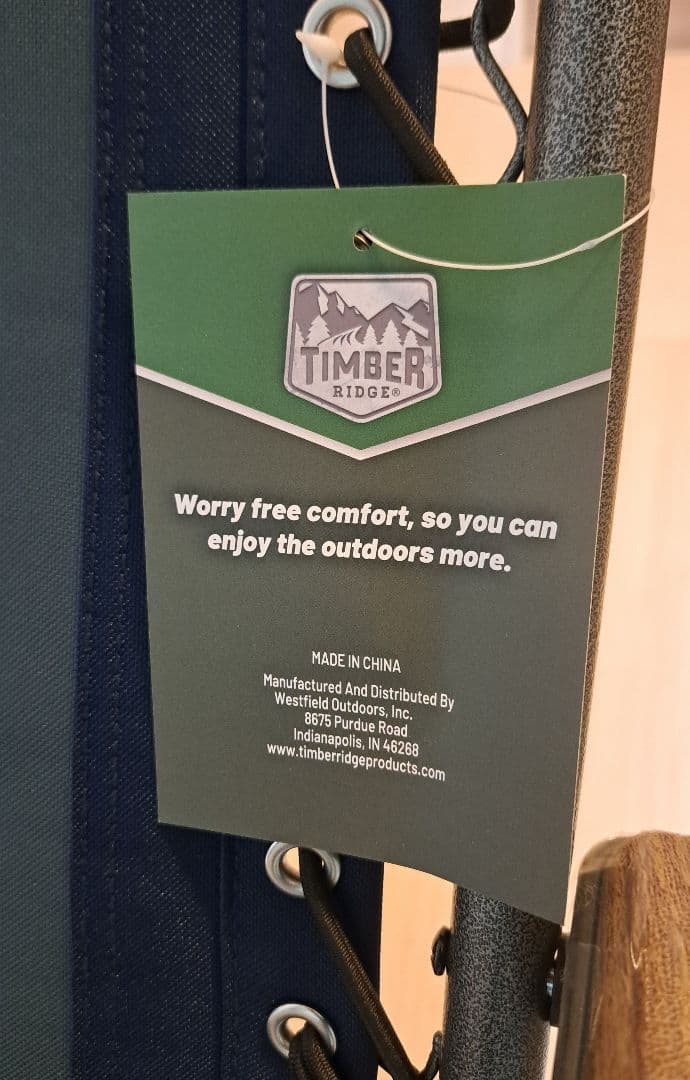 TIMBER
RIDGE®
Worry free comfort, so you can
enjoy the outdoors more.
MADE IN CHINA
Manufactured And Distributed By
Westfield Outdoors, Inc.
8675 Purdue Road
Indianapolis, IN 46268
www.timberridgeproducts.com